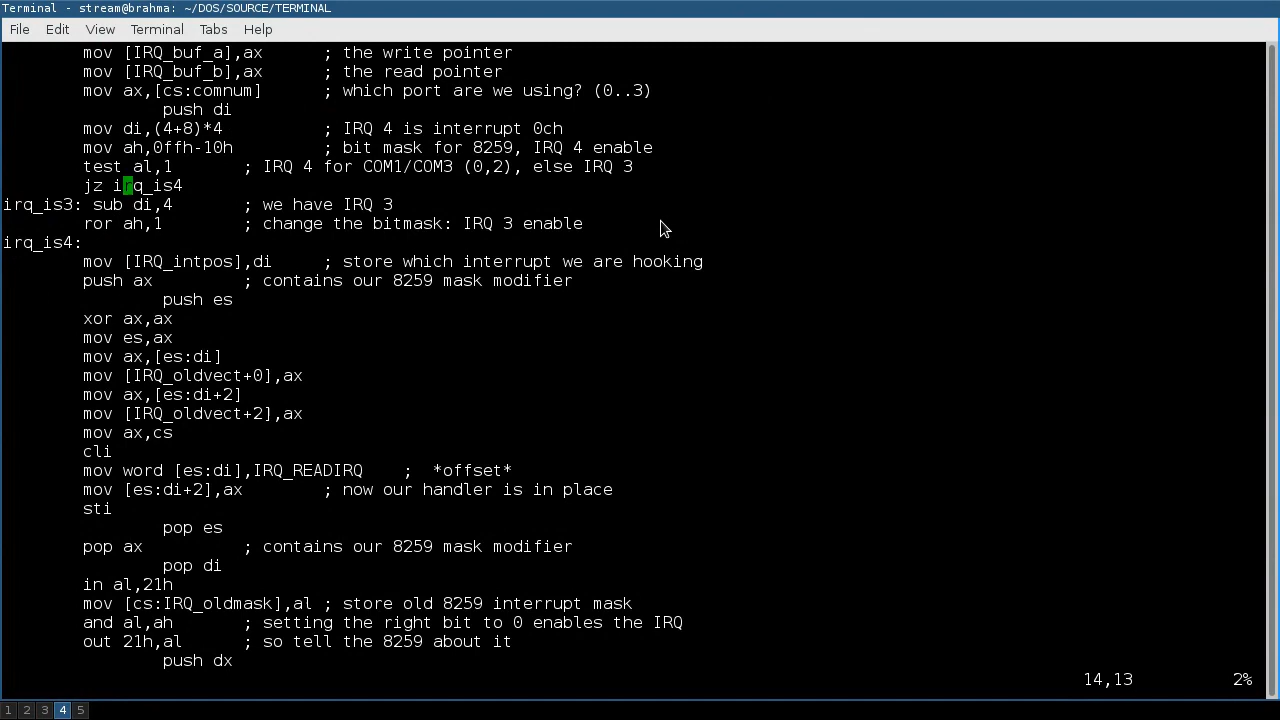 Terminal - stream@brahma: ~/DOS/SOURCE/TERMINAL
File Edit View Terminal Tabs Help
mov [IRQ_buf_a],ax ; the write pointer
mov [IRQ_buf_b],ax ; the read pointer
mov ax,[cs:comnum] ; which port are we using? (0..3)
push di
mov di,(4+8)*4 ; IRQ 4 is interrupt 0ch
mov ah,0ffh-10h ; bit mask for 8259, IRQ 4 enable
test al,1 ; IRQ 4 for COM1/COM3 (0,2), else IRQ 3
jz irq_is4
irq_is3: sub di,4 ; we have IRQ 3
ror ah,1 ; change the bitmask: IRQ 3 enable
irq_is4:
mov [IRQ_intpos],di ; store which interrupt we are hooking
push ax ; contains our 8259 mask modifier
push es
xor ax,ax
mov es,ax
mov ax,[es:di]
mov [IRQ_oldvect+0],ax
mov ax,[es:di+2]
mov [IRQ_oldvect+2],ax
mov ax,cs
cli
mov word [es:di],IRQ_READIRQ ; *offset*
mov [es:di+2],ax ; now our handler is in place
sti
pop es
pop ax ; contains our 8259 mask modifier
pop di
in al,21h
mov [cs:IRQ_oldmask],al ; store old 8259 interrupt mask
and al,ah ; setting the right bit to 0 enables the IRQ
out 21h,al ; so tell the 8259 about it
push dx
14,13 2%
1 2 3 4 5